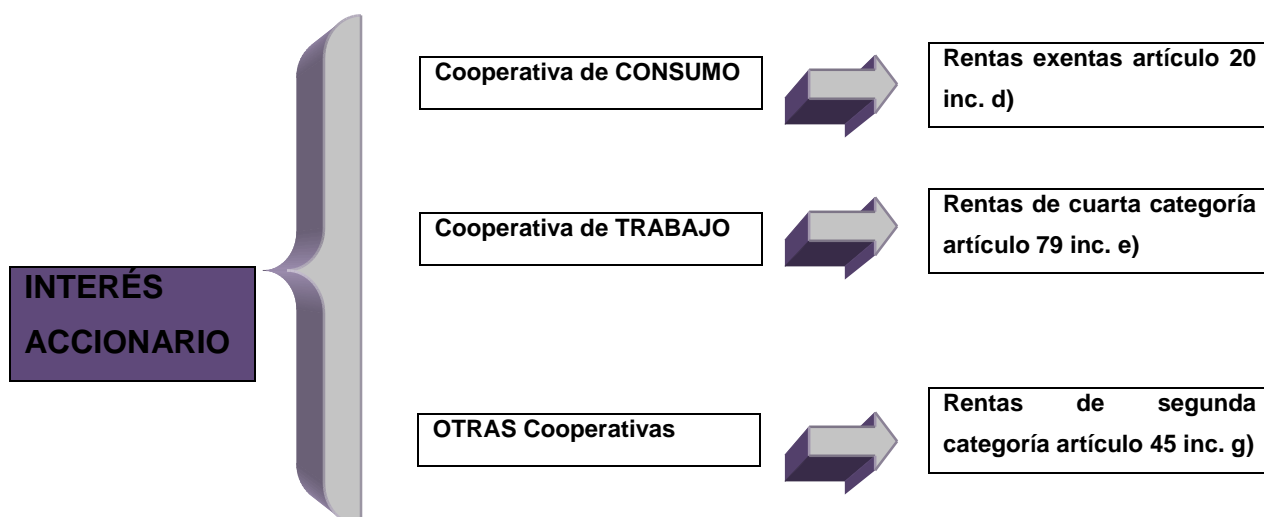 INTERÉS
ACCIONARIO
Cooperativa de CONSUMO
Rentas exentas artículo 20
inc. d)
Cooperativa de TRABAJO
Rentas de cuarta categoría
artículo 79 inc. e)
OTRAS Cooperativas
Rentas de segunda
categoría artículo 45 inc. g)